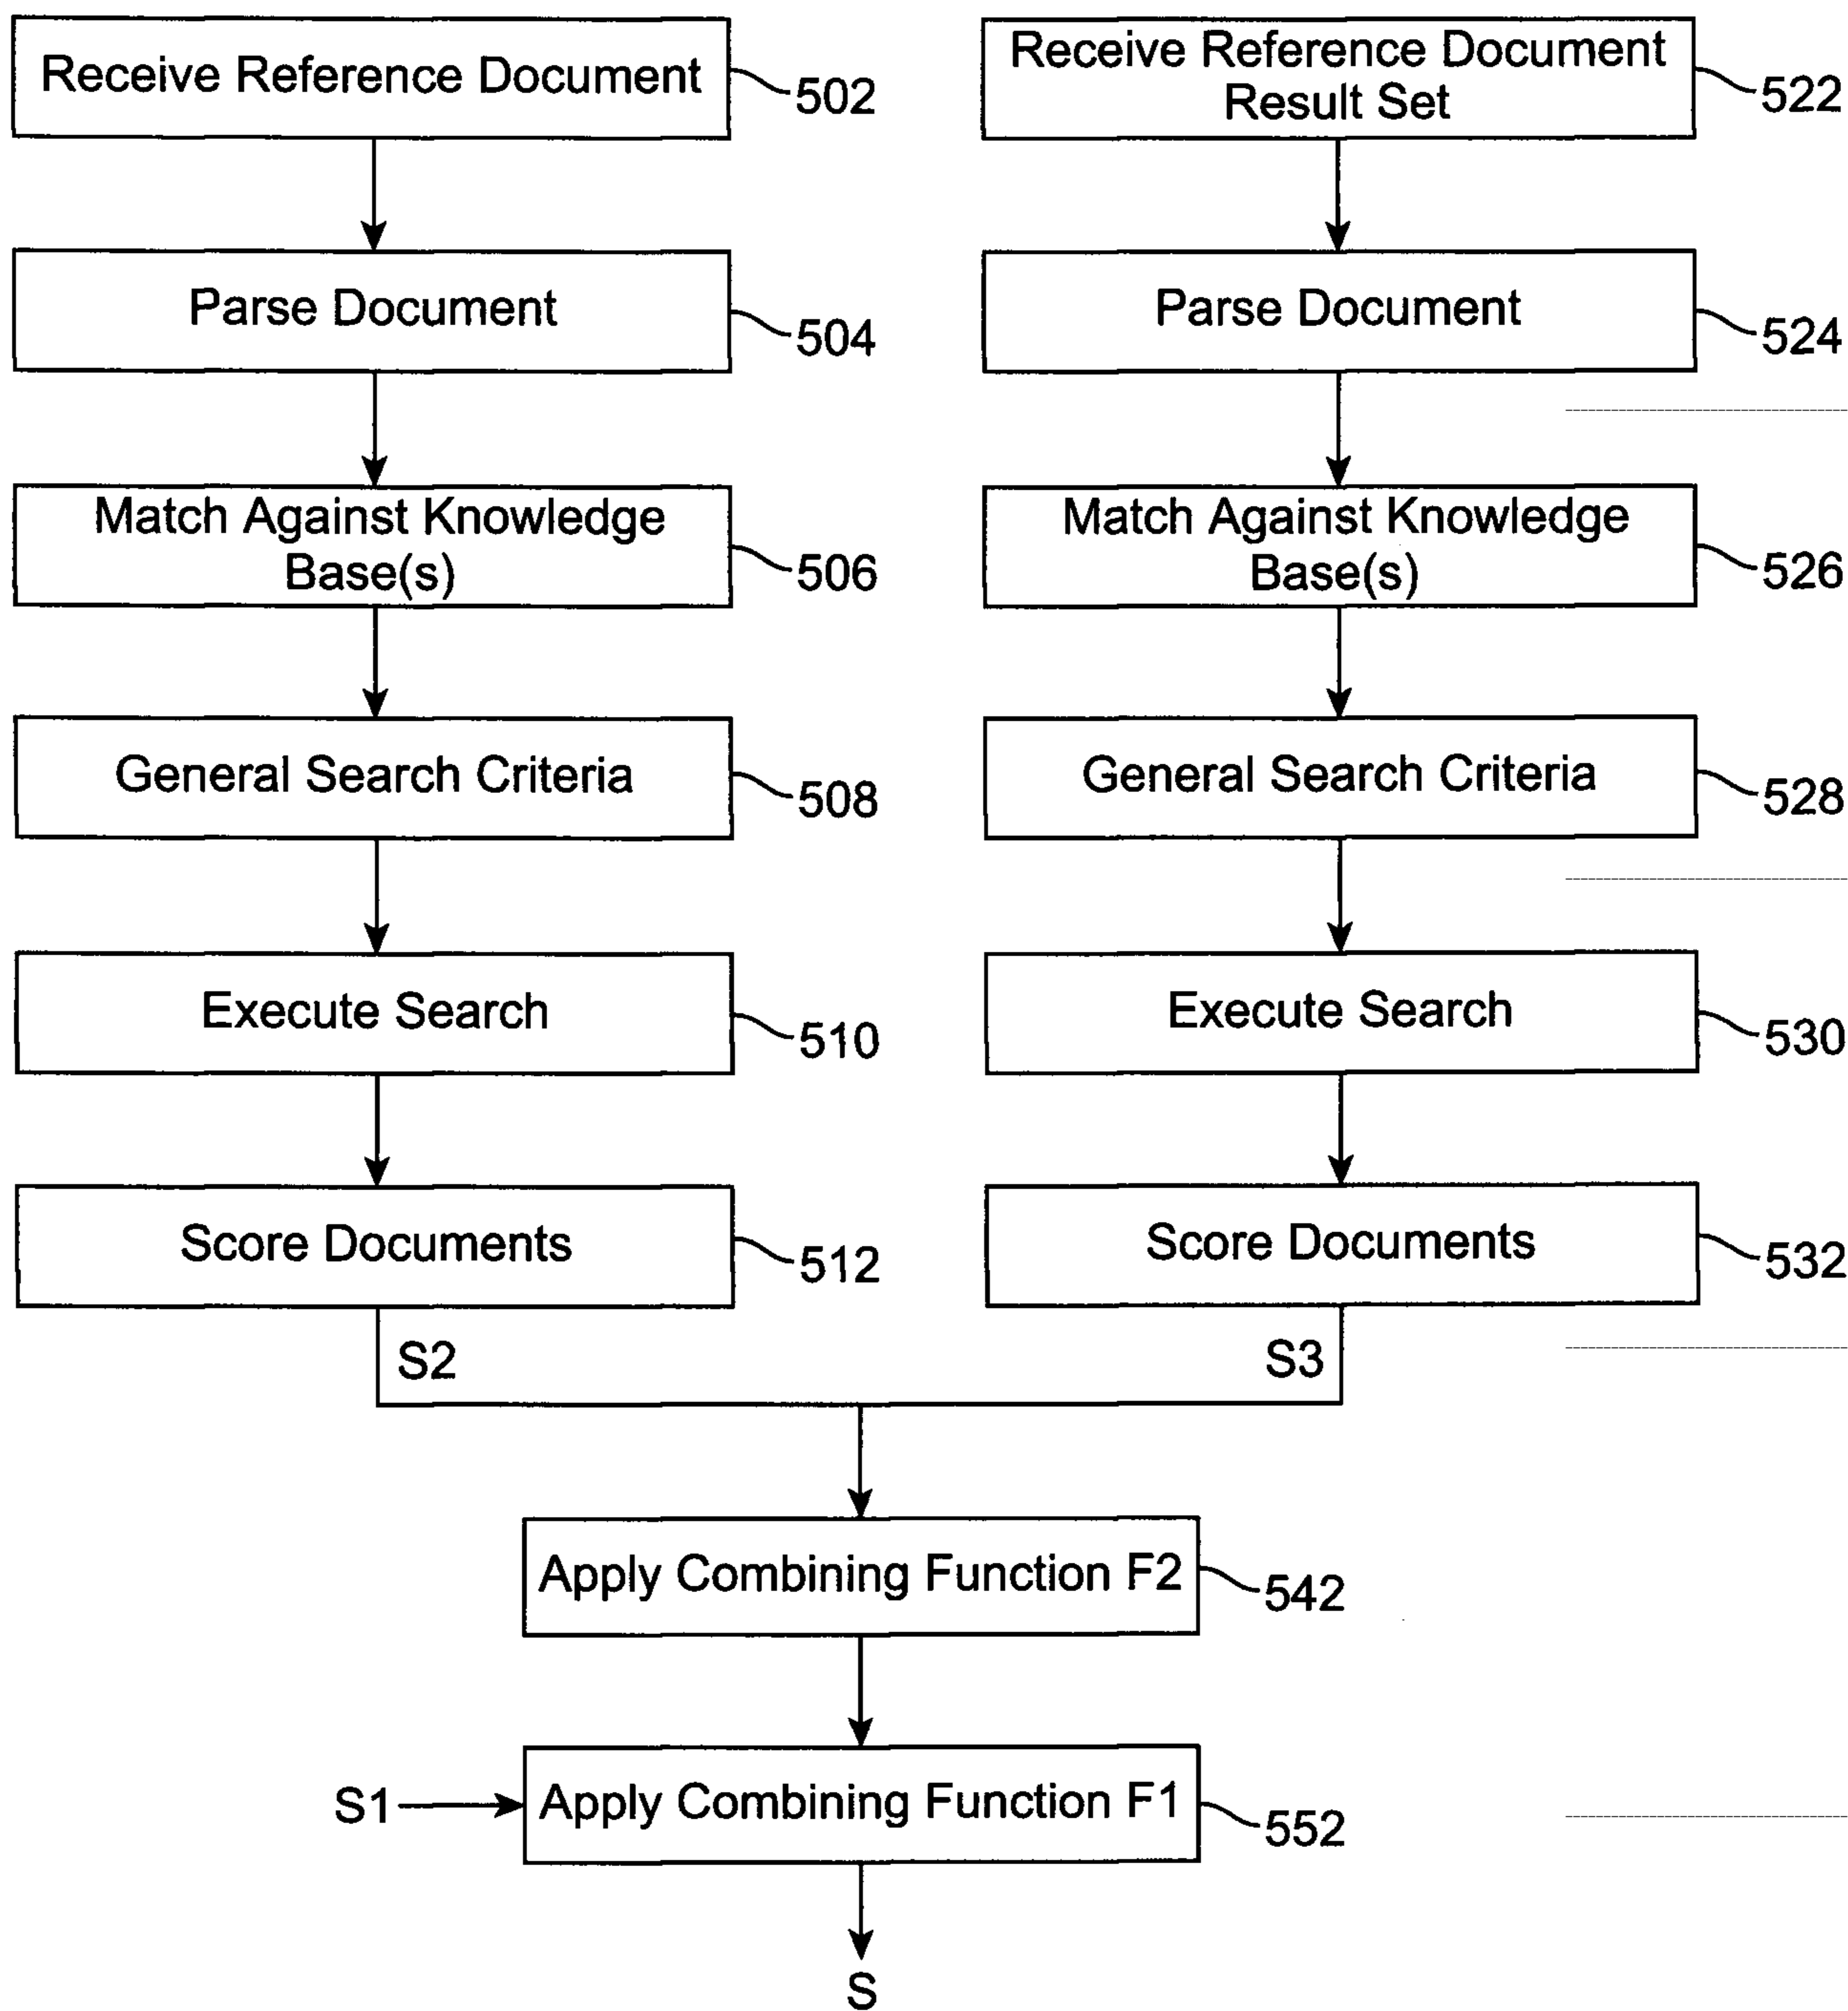 Receive Reference Document
502
Parse Document
504
Match Against Knowledge
Base(s)
506
General Search Criteria
508
Execute Search
510
Score Documents
512
S2
Receive Reference Document
Result Set
522
Parse Document
524
Match Against Knowledge
Base(s)
526
General Search Criteria
528
Execute Search
530
Score Documents
532
S3
Apply Combining Function F2
542
S1
Apply Combining Function F1
552
S